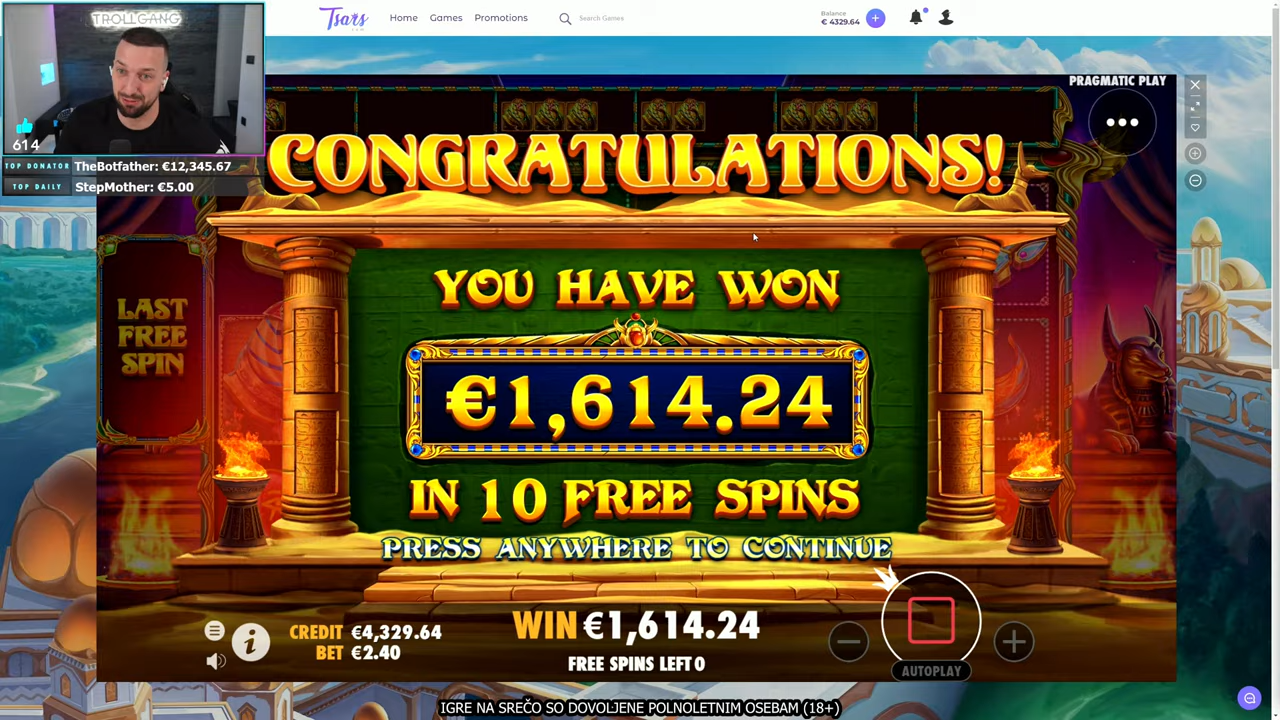 TROLLGANG
614
TOP DONATOR TheBotfather: €12,345.67
TOP DAILY StepMother: €5.00
Tsars
.COM
Home Games Promotions
Search Games
Balance
€ 4329.64
PRAGMATIC PLAY
CONGRATULATIONS!
LAST
FREE
SPIN
YOU HAVE WON
€1,614.24
IN 10 FREE SPINS
PRESS ANYWHERE TO CONTINUE
CREDIT €4,329.64
BET €2.40
WIN €1,614.24
FREE SPINS LEFT 0
AUTOPLAY
IGRE NA SREČO SO DOVOLJENE POLNOLETNIM OSEBAM (18+)